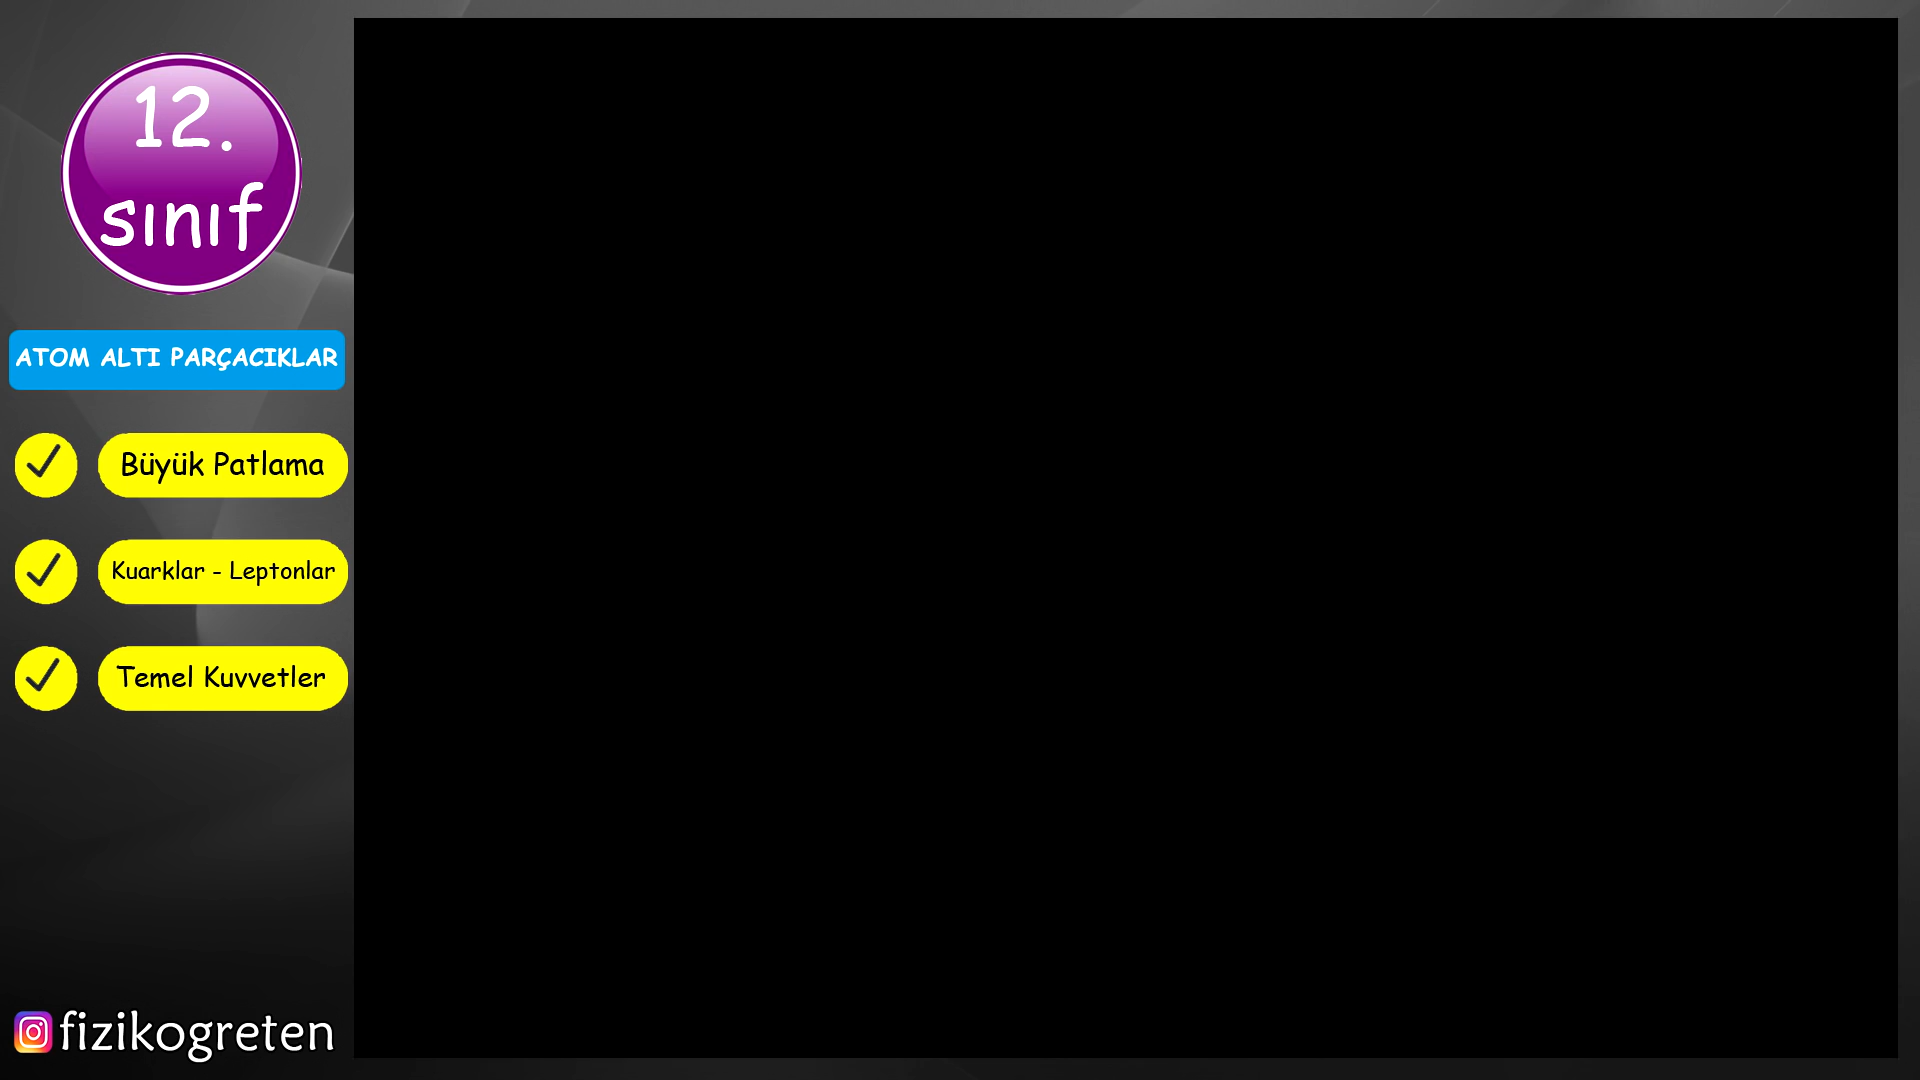 12.
sınıf
ATOM ALTI PARÇACIKLAR
Büyük Patlama
Kuarklar - Leptonlar
Temel Kuvvetler
fizikogreten